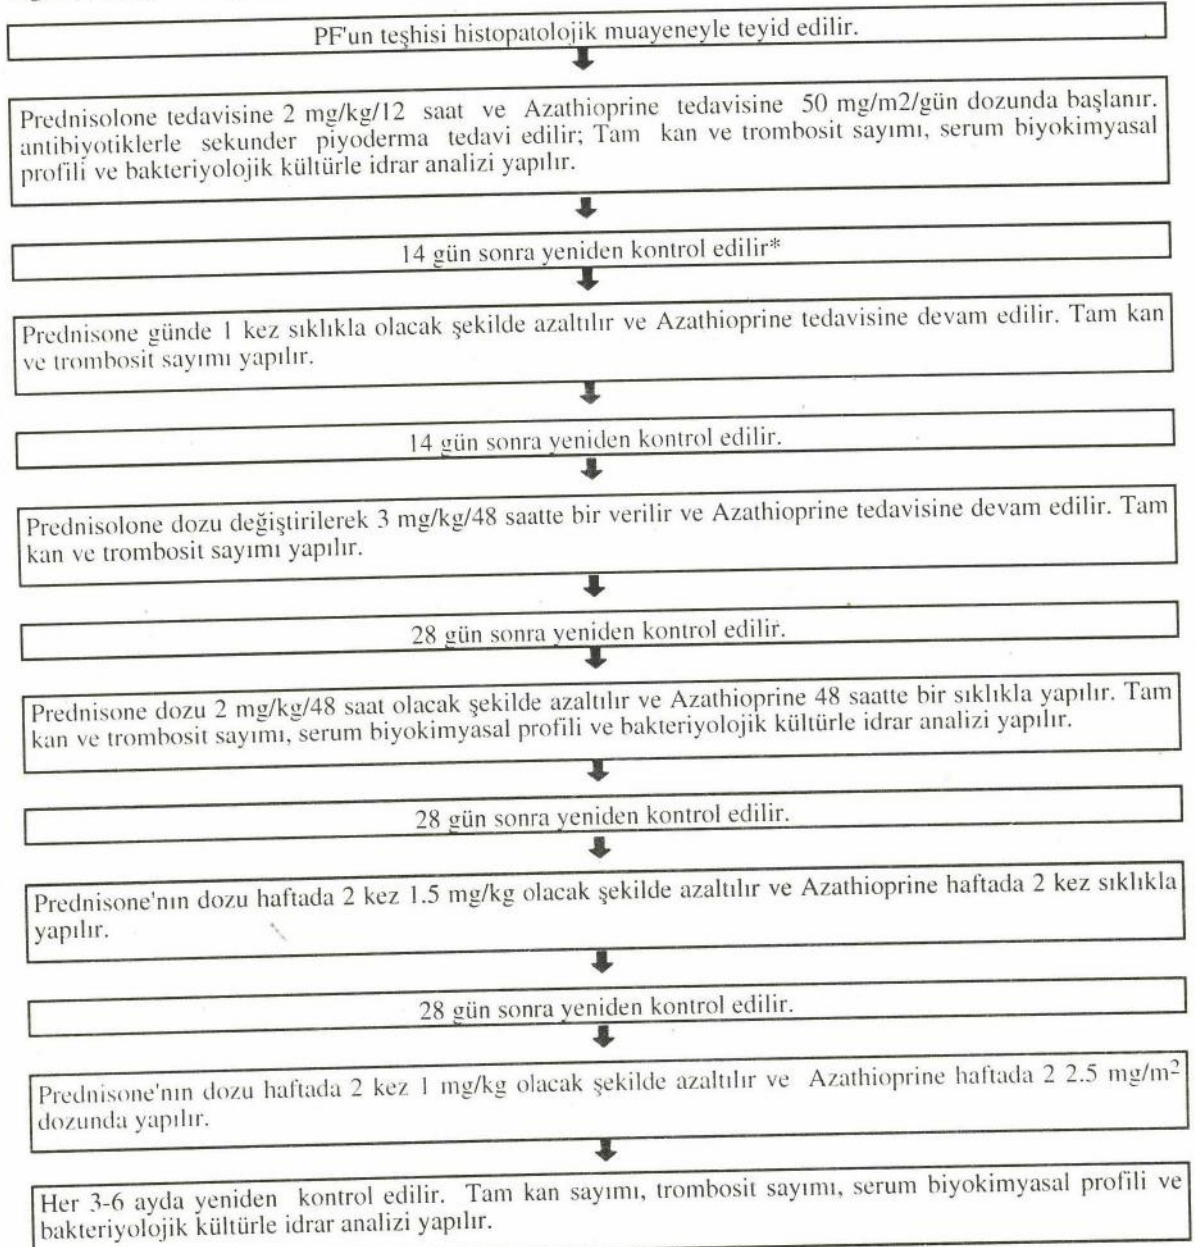 PF'un teşhisi histopatolojik muayeneyle teyid edilir.
Prednisolone tedavisine 2 mg/kg/12 saat ve Azathioprine tedavisine 50 mg/m2/gün dozunda başlanır.
antibiyotiklerle sekunder piyoderma tedavi edilir; Tam kan ve trombosit sayımı, serum biyokimyasal
profili ve bakteriyolojik kültürle idrar analizi yapılır.
14 gün sonra yeniden kontrol edilir*
Prednisone günde 1 kez sıklıkla olacak şekilde azaltılır ve Azathioprine tedavisine devam edilir. Tam kan
ve trombosit sayımı yapılır.
14 gün sonra yeniden kontrol edilir.
Prednisolone dozu değiştirilerek 3 mg/kg/48 saatte bir verilir ve Azathioprine tedavisine devam edilir. Tam
kan ve trombosit sayımı yapılır.
28 gün sonra yeniden kontrol edilir.
Prednisone dozu 2 mg/kg/48 saat olacak şekilde azaltılır ve Azathioprine 48 saatte bir sıklıkla yapılır. Tam
kan ve trombosit sayımı, serum biyokimyasal profili ve bakteriyolojik kültürle idrar analizi yapılır.
28 gün sonra yeniden kontrol edilir.
Prednisone'nın dozu haftada 2 kez 1.5 mg/kg olacak şekilde azaltılır ve Azathioprine haftada 2 kez sıklıkla
yapılır.
28 gün sonra yeniden kontrol edilir.
Prednisone'nın dozu haftada 2 kez 1 mg/kg olacak şekilde azaltılır ve Azathioprine haftada 2 2.5 mg/m²
dozunda yapılır.
Her 3-6 ayda yeniden kontrol edilir. Tam kan sayımı, trombosit sayımı, serum biyokimyasal profili ve
bakteriyolojik kültürle idrar analizi yapılır.